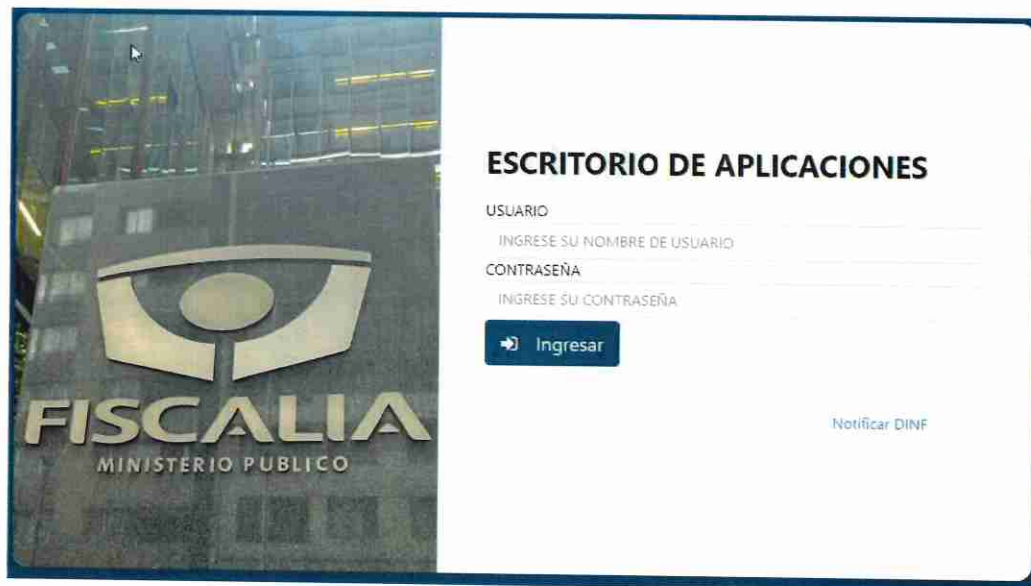 FISCALIA
MINISTERIO PUBLICO
ESCRITORIO DE APLICACIONES
USUARIO
INGRESE SU NOMBRE DE USUARIO
CONTRASEÑA
INGRESE SU CONTRASEÑA
Ingresar
Notificar DINF